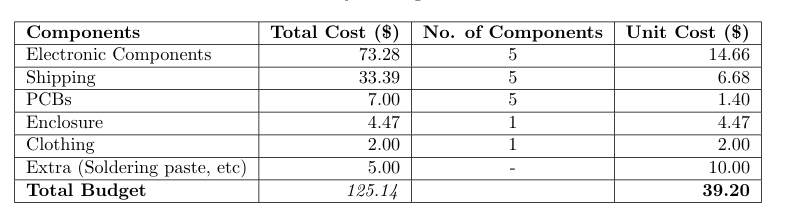 Components Total Cost ($) No. of Components Unit Cost ($)
Electronic Components 73.28 5 14.66
Shipping 33.39 5 6.68
PCBs 7.00 5 1.40
Enclosure 4.47 1 4.47
Clothing 2.00 1 2.00
Extra (Soldering paste, etc) 5.00 - 10.00
Total Budget 125.14 39.20